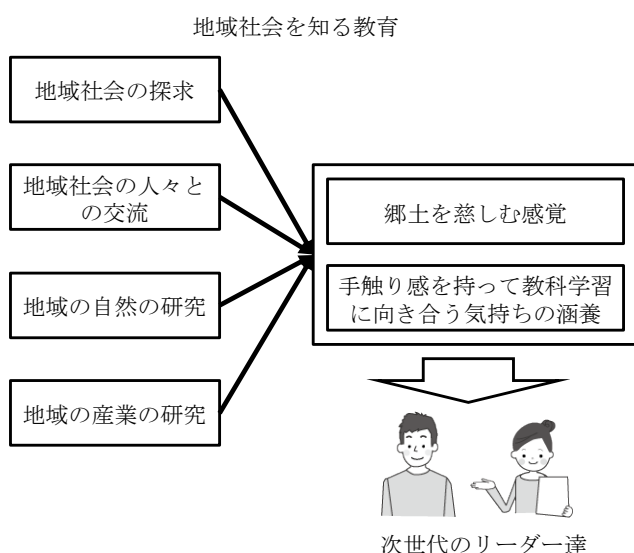 地域社会を知る教育
地域社会の探求
地域社会の人々と
の交流
地域の自然の研究
地域の産業の研究
郷土を慈しむ感覚
手触り感を持って教科学習
に向き合う気持ちの涵養
次世代のリーダー達